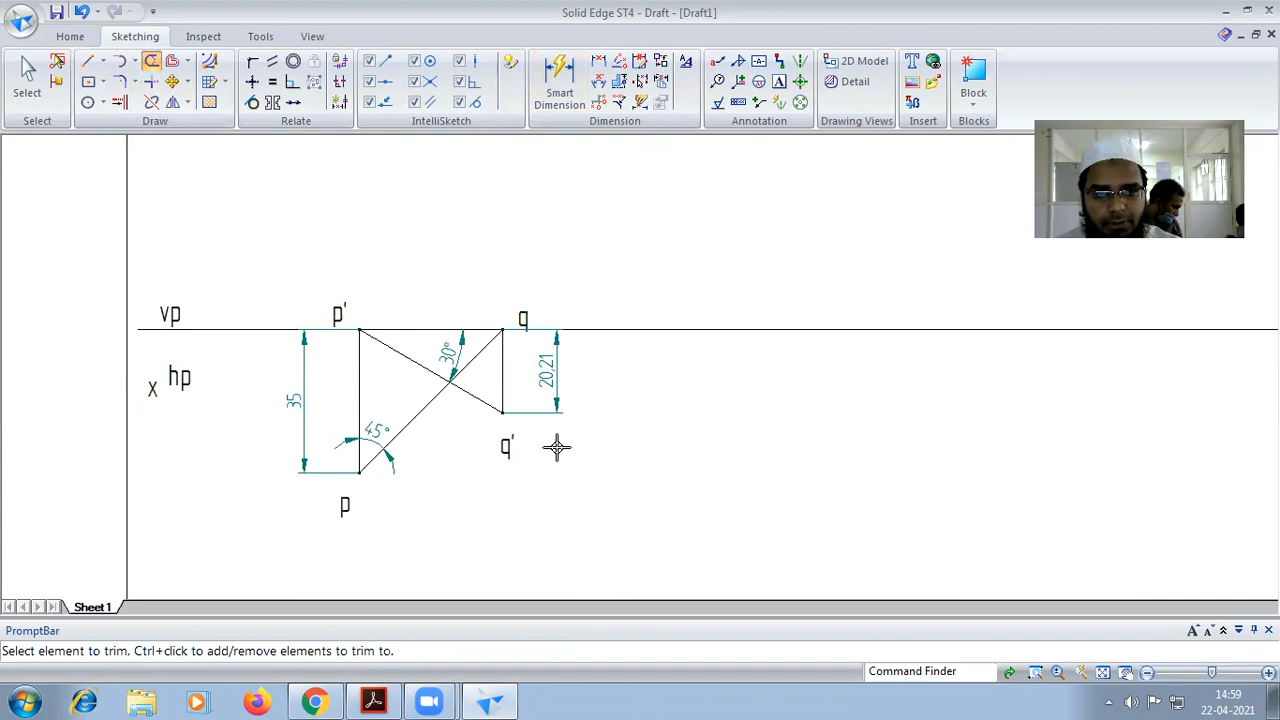 Solid Edge ST4 - Draft - [Draft1]
Home Sketching Inspect Tools View
Select
Smart Dimension
2D Model
Detail
Block
Select Draw Relate IntelliSketch Dimension Annotation Drawing Views Insert Blocks
vp p' q
30°
20,21
hp
x
35
45°
q'
p
Sheet 1
PromptBar
Select element to trim, Ctrl+click to add/remove elements to trim to.
Command Finder
14:59
22-04-2021